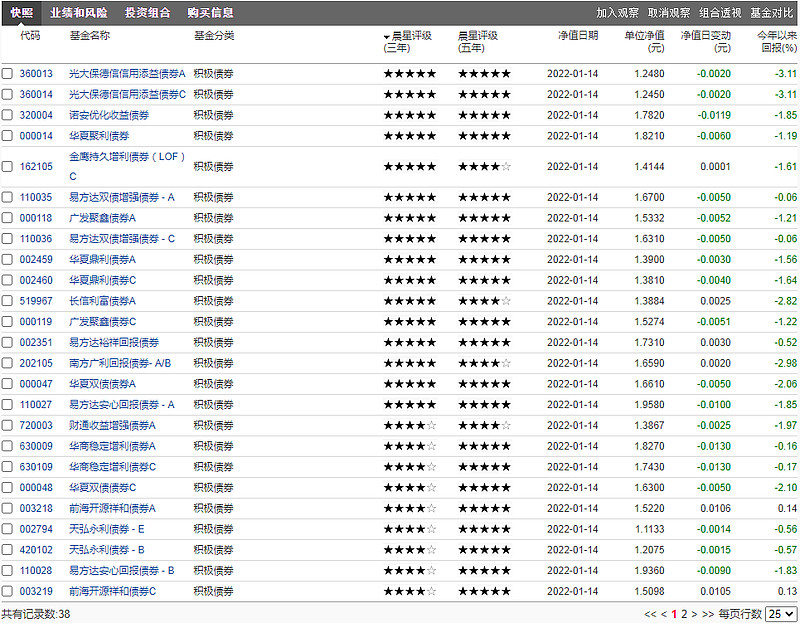 快照 业绩和风险 投资组合 购买信息 加入观察 取消观察 组合透视 基金对比
代码 基金名称 基金分类 晨星评级 (三年) 晨星评级 (五年) 净值日期 单位净值 (元) 净值日变动 (元) 今年以来 回报(%)
360013 光大保德信信用添益债券A 积极债券 ★★★★★ ★★★★★ 2022-01-14 1.2480 -0.0020 -3.11
360014 光大保德信信用添益债券C 积极债券 ★★★★★ ★★★★★ 2022-01-14 1.2450 -0.0020 -3.11
320004 诺安优化收益债券 积极债券 ★★★★★ ★★★★★ 2022-01-14 1.7820 -0.0119 -1.85
000014 华夏聚利债券 积极债券 ★★★★★ ★★★★★ 2022-01-14 1.8210 -0.0060 -1.19
162105 金鹰持久增利债券（LOF）C 积极债券 ★★★★★ ★★★★☆ 2022-01-14 1.4144 0.0001 -1.61
110035 易方达双债增强债券 - A 积极债券 ★★★★★ ★★★★★ 2022-01-14 1.6700 -0.0050 -0.06
000118 广发聚鑫债券A 积极债券 ★★★★★ ★★★★★ 2022-01-14 1.5332 -0.0052 -1.21
110036 易方达双债增强债券 - C 积极债券 ★★★★★ ★★★★★ 2022-01-14 1.6310 -0.0050 -0.06
002459 华夏鼎利债券A 积极债券 ★★★★★ ★★★★★ 2022-01-14 1.3900 -0.0030 -1.56
002460 华夏鼎利债券C 积极债券 ★★★★★ ★★★★★ 2022-01-14 1.3810 -0.0040 -1.64
519967 长信利富债券A 积极债券 ★★★★★ ★★★★☆ 2022-01-14 1.3884 0.0025 -2.82
000119 广发聚鑫债券C 积极债券 ★★★★★ ★★★★★ 2022-01-14 1.5274 -0.0051 -1.22
002351 易方达裕祥回报债券 积极债券 ★★★★★ ★★★★★ 2022-01-14 1.7310 0.0030 -0.52
202105 南方广利回报债券- A/B 积极债券 ★★★★★ ★★★★☆ 2022-01-14 1.6590 0.0020 -2.98
000047 华夏双债债券A 积极债券 ★★★★★ ★★★★★ 2022-01-14 1.6610 -0.0050 -2.06
110027 易方达安心回报债券 - A 积极债券 ★★★★★ ★★★★★ 2022-01-14 1.9580 -0.0100 -1.85
720003 财通收益增强债券A 积极债券 ★★★★☆ ★★★★☆ 2022-01-14 1.3867 -0.0025 -1.97
630009 华商稳定增利债券A 积极债券 ★★★★☆ ★★★★★ 2022-01-14 1.8270 -0.0130 -0.16
630109 华商稳定增利债券C 积极债券 ★★★★☆ ★★★★★ 2022-01-14 1.7430 -0.0130 -0.17
000048 华夏双债债券C 积极债券 ★★★★☆ ★★★★★ 2022-01-14 1.6300 -0.0050 -2.10
003218 前海开源祥和债券A 积极债券 ★★★★☆ ★★★★★ 2022-01-14 1.5220 0.0106 0.14
002794 天弘永利债券 - E 积极债券 ★★★★☆ ★★★★★ 2022-01-14 1.1133 -0.0014 -0.56
420102 天弘永利债券 - B 积极债券 ★★★★☆ ★★★★★ 2022-01-14 1.2075 -0.0015 -0.57
110028 易方达安心回报债券 - B 积极债券 ★★★★☆ ★★★★★ 2022-01-14 1.9360 -0.0090 -1.83
003219 前海开源祥和债券C 积极债券 ★★★★☆ ★★★★★ 2022-01-14 1.5098 0.0105 0.13
共有记录数:38 << < 1 2 > >> 每页行数 25